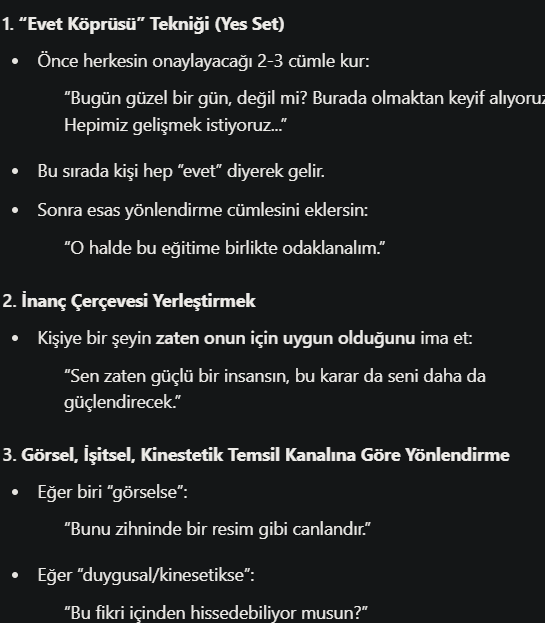 1. “Evet Köprüsü” Tekniği (Yes Set)
• Önce herkesin onaylayacağı 2-3 cümle kur:
“Bugün güzel bir gün, değil mi? Burada olmaktan keyif alıyoruz
Hepimiz gelişmek istiyoruz...”
• Bu sırada kişi hep “evet” diyerek gelir.
• Sonra esas yönlendirme cümlesini eklersin:
“O halde bu eğitime birlikte odaklanalım.”
2. İnanç Çerçevesi Yerleştirmek
• Kişiye bir şeyin zaten onun için uygun olduğunu ima et:
“Sen zaten güçlü bir insansın, bu karar da seni daha da
güçlendirecek.”
3. Görsel, İşitsel, Kinestetik Temsil Kanalına Göre Yönlendirme
• Eğer biri “görselse”:
“Bunu zihninde bir resim gibi canlandır.”
• Eğer “duygusal/kinesetikse”:
“Bu fikri içinden hissedebiliyor musun?”